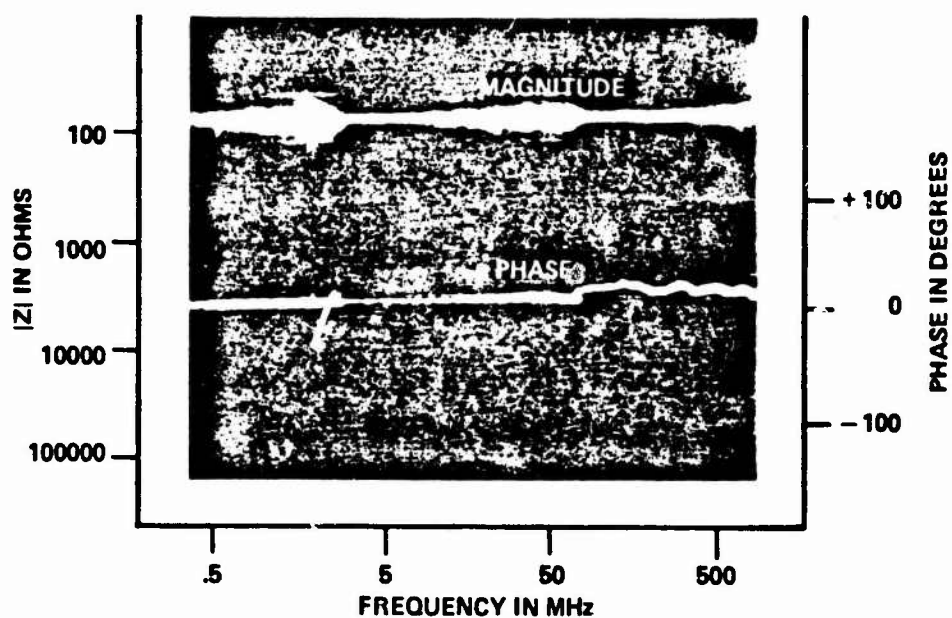 MAGNITUDE
100
1000
10000
100000
|Z| IN OHMS
PHASE
+100
0
-100
PHASE IN DEGREES
.5
5
50
500
FREQUENCY IN MHz